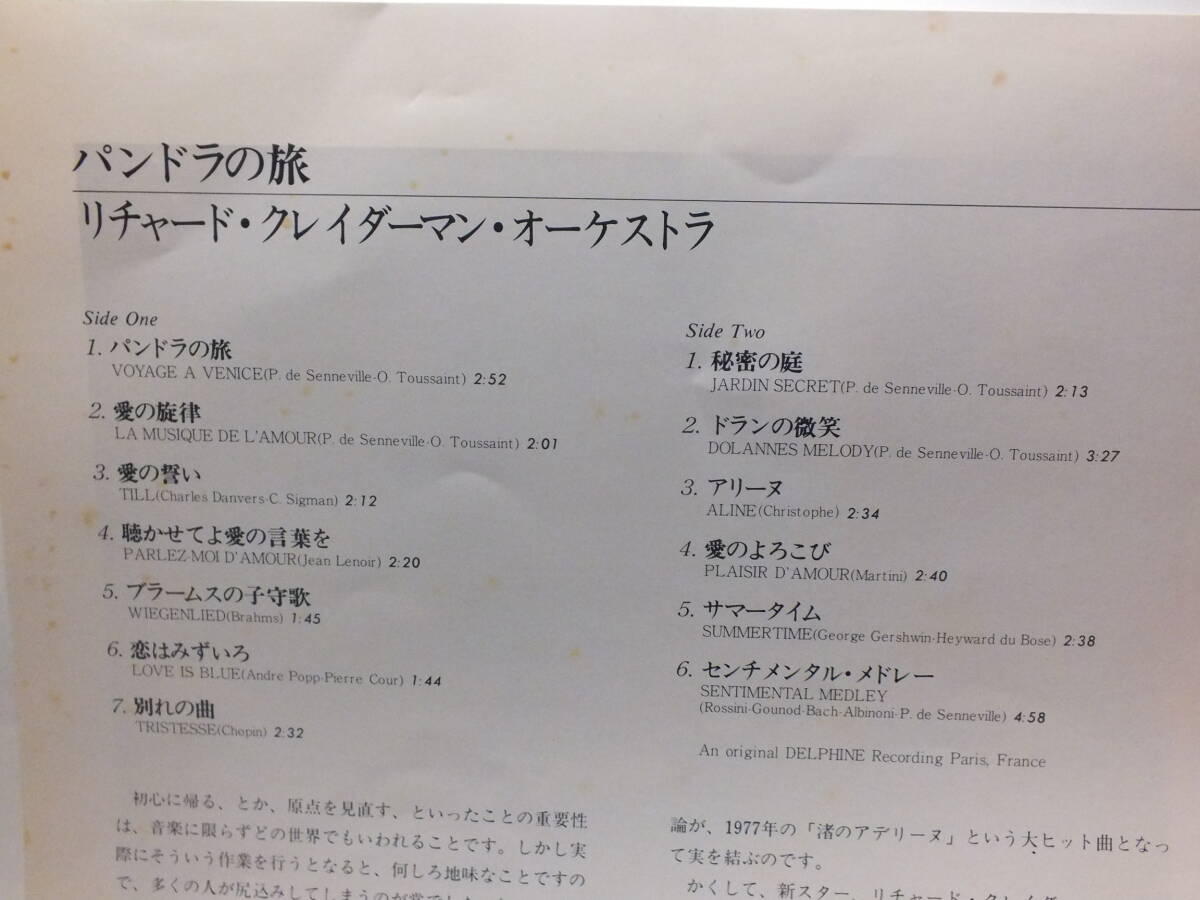 パンドラの旅
リチャード・クレイダーマン・オーケストラ
Side One
1. パンドラの旅
VOYAGE A VENICE(P. de Senneville-O. Toussaint) 2:52
2. 愛の旋律
LA MUSIQUE DE L'AMOUR(P. de Senneville-O. Toussaint) 2:01
3. 愛の誓い
TILL(Charles Danvers-C. Sigman) 2:12
4. 聴かせてよ愛の言葉を
PARLEZ-MOI D'AMOUR(Jean Lenoir) 2:20
5. ブラームスの子守歌
WIEGENLIED(Brahms) 1:45
6. 恋はみずいろ
LOVE IS BLUE(Andre Popp-Pierre Cour) 1:44
7. 別れの曲
TRISTESSE(Chopin) 2:32
Side Two
1. 秘密の庭
JARDIN SECRET(P. de Senneville-O. Toussaint) 2:13
2. ドランの微笑
DOLANNES MELODY(P. de Senneville-O. Toussaint) 3:27
3. アリーヌ
ALINE(Christophe) 2:34
4. 愛のよろこび
PLAISIR D'AMOUR(Martini) 2:40
5. サマータイム
SUMMERTIME(George Gershwin-Heyward du Bose) 2:38
6. センチメンタル・メドレー
SENTIMENTAL MEDLEY
(Rossini-Gounod-Bach-Albinoni-P. de Senneville) 4:58
An original DELPHINE Recording Paris, France
初心に帰る、とか、原点を見直す、といったことの重要性
は、音楽に限らずどの世界でもいわれることです。しかし実
際にそういう作業を行うとなると、何しろ地味なことですの
で、多くの人が尻込みしてしまうのが常でした
論が、1977年の「渚のアデリーヌ」という大ヒット曲となっ
て実を結ぶのです。
かくして、新スター、リチャード・クレイダー